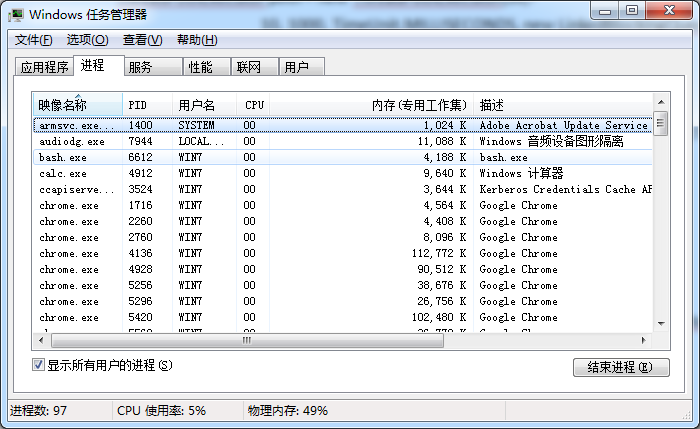 10, 1000, TimeUnit.MILLISECONDS, new Linked
Windows 任务管理器
文件(F) 选项(O) 查看(V) 帮助(H)
应用程序 进程 服务 性能 联网 用户
映像名称 PID 用户名 CPU 内存(专用工作集) 描述
armsvc.exe... 1400 SYSTEM 00 1,024 K Adobe Acrobat Update Service
audiodg.exe 7944 LOCAL... 00 11,088 K Windows 音频设备图形隔离
bash.exe 6612 WIN7 00 4,188 K bash.exe
calc.exe 4912 WIN7 00 9,640 K Windows 计算器
ccapiserve... 3524 WIN7 00 3,644 K Kerberos Credentials Cache AP
chrome.exe 1716 WIN7 00 4,564 K Google Chrome
chrome.exe 2260 WIN7 00 4,408 K Google Chrome
chrome.exe 2760 WIN7 00 8,096 K Google Chrome
chrome.exe 4136 WIN7 00 112,772 K Google Chrome
chrome.exe 4928 WIN7 00 90,512 K Google Chrome
chrome.exe 5256 WIN7 00 38,676 K Google Chrome
chrome.exe 5296 WIN7 00 26,756 K Google Chrome
chrome.exe 5420 WIN7 00 102,480 K Google Chrome
显示所有用户的进程(S) 结束进程(E)
进程数: 97 CPU 使用率: 5% 物理内存: 49%